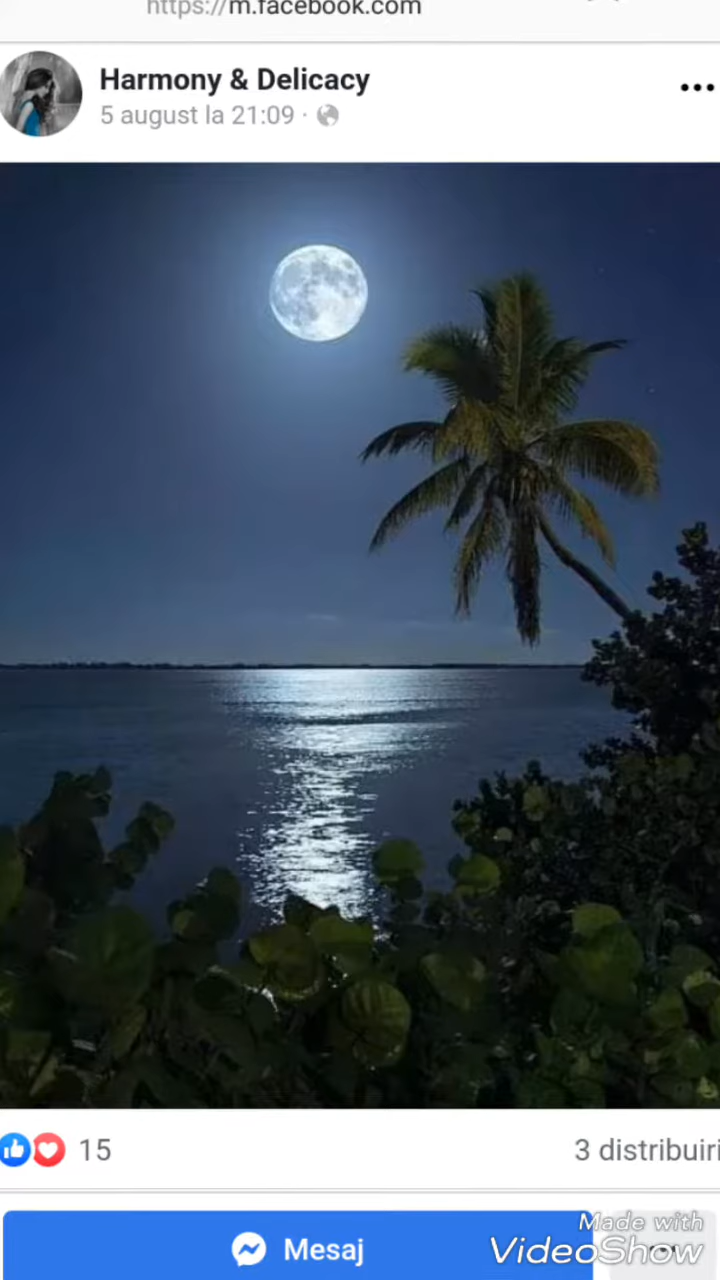 https://m.facebook.com
Harmony & Delicacy
5 august la 21:09 ·
15
3 distribuiri
Mesaj
Made with
VideoShow